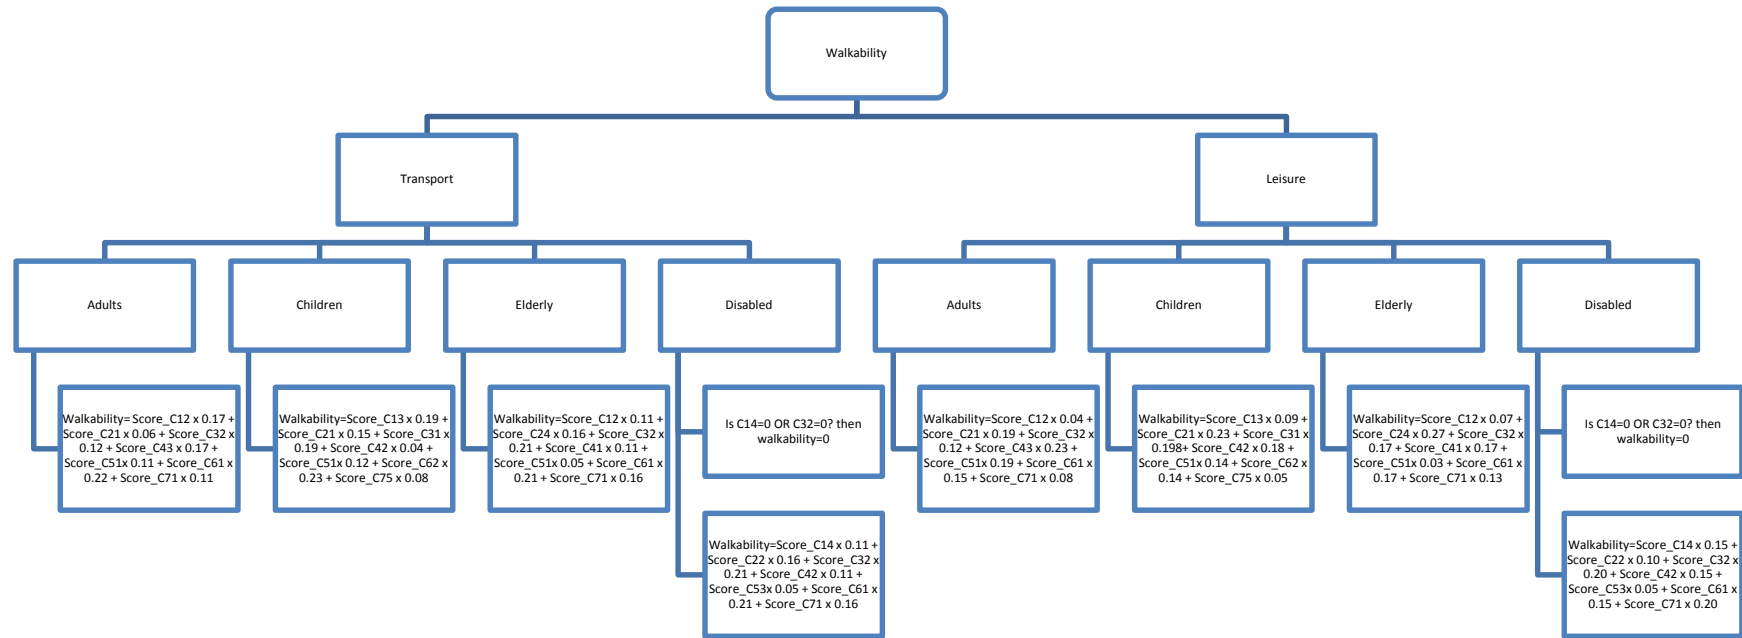 Walkability
Transport
Leisure
Adults
Children
Elderly
Disabled
Adults
Children
Elderly
Disabled
Walkability= Score_C12 x 0.17 +
Score_C21 x 0.06 + Score_C32 x
0.12 + Score_C43 x 0.17 +
Score_C51x 0.11 + Score_C61 x
0.22 + Score_C71 x 0.11
Walkability=Score_C13 x 0.19 +
Score_C21 x 0.15 + Score_C31 x
0.19 + Score_C42 x 0.04 +
Score_C51x 0.12 + Score_C62 x
0.23 + Score_C75 x 0.08
Walkability=Score_C12 x 0.11 +
Score_C24 x 0.16 + Score_C32 x
0.21 + Score_C41 x 0.11 +
Score_C51x 0.05 + Score_C61 x
0.21 + Score_C71 x 0.16
Is C14=0 OR C32=0? then
walkability=0
Walkability=Score_C12 x 0.04 +
Score_C21 x 0.19 + Score_C32 x
0.12 + Score_C43 x 0.23 +
Score_C51x 0.19 + Score_C61 x
0.15 + Score_C71 x 0.08
Walkability=Score_C13 x 0.09 +
Score_C21 x 0.23 + Score_C31 x
0.198+ Score_C42 x 0.18 +
Score_C51x 0.14 + Score_C62 x
0.14 + Score_C75 x 0.05
Walkability=Score_C12 x 0.07 +
Score_C24 x 0.27 + Score_C32 x
0.17 + Score_C41 x 0.17 +
Score_C51x 0.03 + Score_C61 x
0.17 + Score_C71 x 0.13
Is C14=0 OR C32=0? then
walkability=0
Walkability=Score_C14 x 0.11 +
Score_C22 x 0.16 + Score_C32 x
0.21 + Score_C42 x 0.11 +
Score_C53x 0.05 + Score_C61 x
0.21 + Score_C71 x 0.16
Walkability=Score_C14 x 0.15 +
Score_C22 x 0.10 + Score_C32 x
0.20 + Score_C42 x 0.15 +
Score_C53x 0.05 + Score_C61 x
0.15 + Score_C71 x 0.20